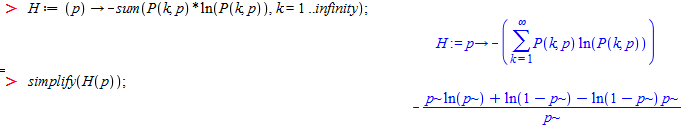 > H := (p) → -sum(P(k, p)*ln(P(k, p)), k = 1 ..infinity);
H := p→ -( ∞ ∑ k = 1 P(k, p) ln(P(k, p)) )
> simplify(H(p));
- (p~ ln(p~) + ln(1 - p~) - ln(1 - p~) p~) / p~